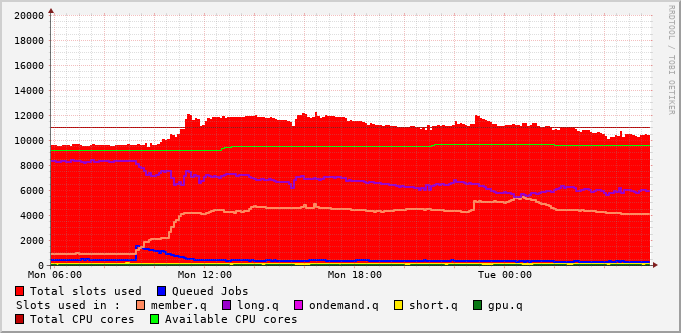 20000
18000
16000
14000
12000
10000
8000
6000
4000
2000
0
Mon 06:00 Mon 12:00 Mon 18:00 Tue 00:00
Total slots used Queued Jobs
Slots used in : member.q long.q ondemand.q short.q gpu.q
Total CPU cores Available CPU cores
RRDTOOL / TOBI OETIKER